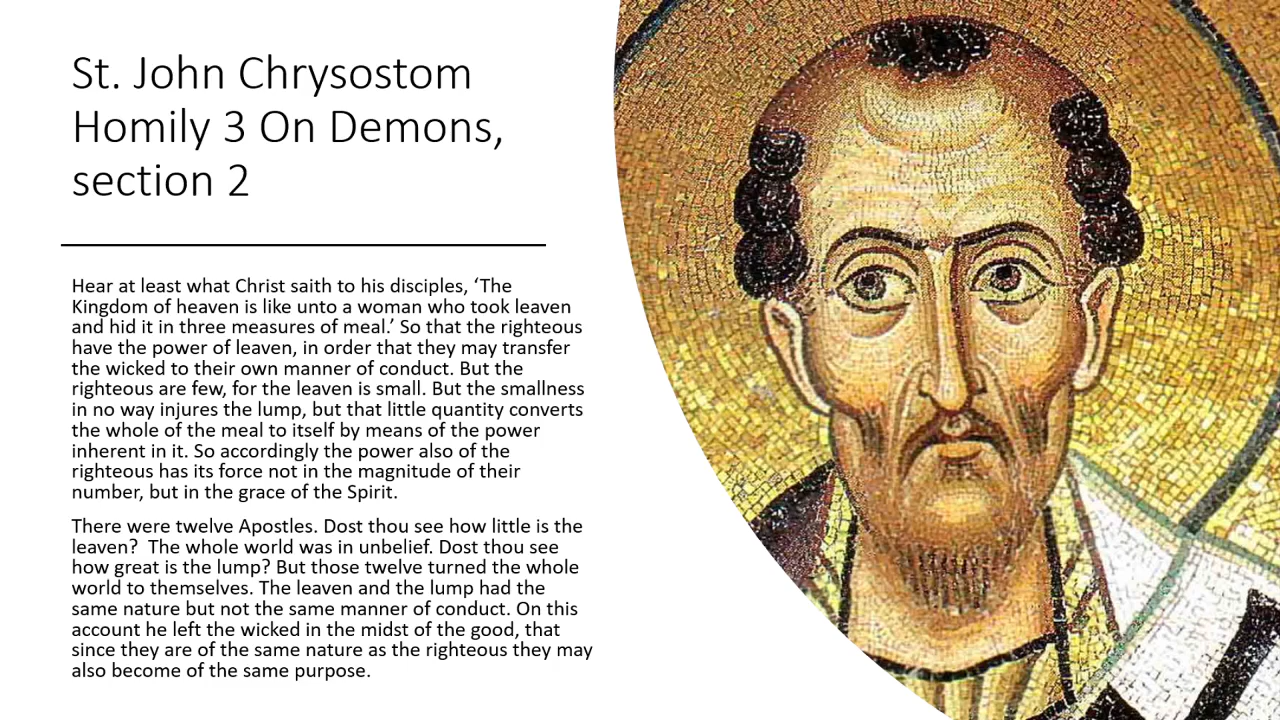 St. John Chrysostom
Homily 3 On Demons,
section 2
Hear at least what Christ saith to his disciples, ‘The
Kingdom of heaven is like unto a woman who took leaven
and hid it in three measures of meal.’ So that the righteous
have the power of leaven, in order that they may transfer
the wicked to their own manner of conduct. But the
righteous are few, for the leaven is small. But the smallness
in no way injures the lump, but that little quantity converts
the whole of the meal to itself by means of the power
inherent in it. So accordingly the power also of the
righteous has its force not in the magnitude of their
number, but in the grace of the Spirit.
There were twelve Apostles. Dost thou see how little is the
leaven?  The whole world was in unbelief. Dost thou see
how great is the lump? But those twelve turned the whole
world to themselves. The leaven and the lump had the
same nature but not the same manner of conduct. On this
account he left the wicked in the midst of the good, that
since they are of the same nature as the righteous they may
also become of the same purpose.